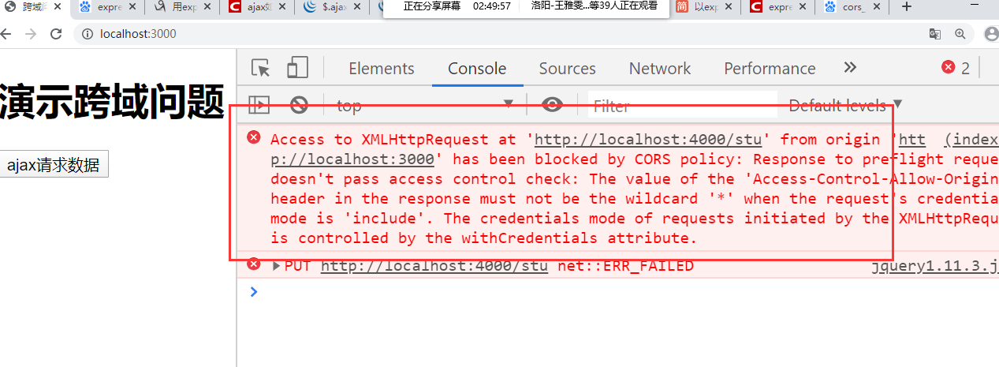 跨域问
expre
用exp
ajax如
$.ajax
正在分享屏幕 02:49:57 洛阳-王雅雯...等39人正在观看
简 以exp
expre
cors_
localhost:3000
演示跨域问题
ajax请求数据
Elements Console Sources Network Performance 2
top Filter Default levels
Access to XMLHttpRequest at 'http://localhost:4000/stu' from origin 'htt (index
p://localhost:3000' has been blocked by CORS policy: Response to preflight reque
doesn't pass access control check: The value of the 'Access-Control-Allow-Origin
header in the response must not be the wildcard '*' when the request's credentia
mode is 'include'. The credentials mode of requests initiated by the XMLHttpRequ
is controlled by the withCredentials attribute.
PUT http://localhost:4000/stu net::ERR_FAILED jquery1.11.3.j